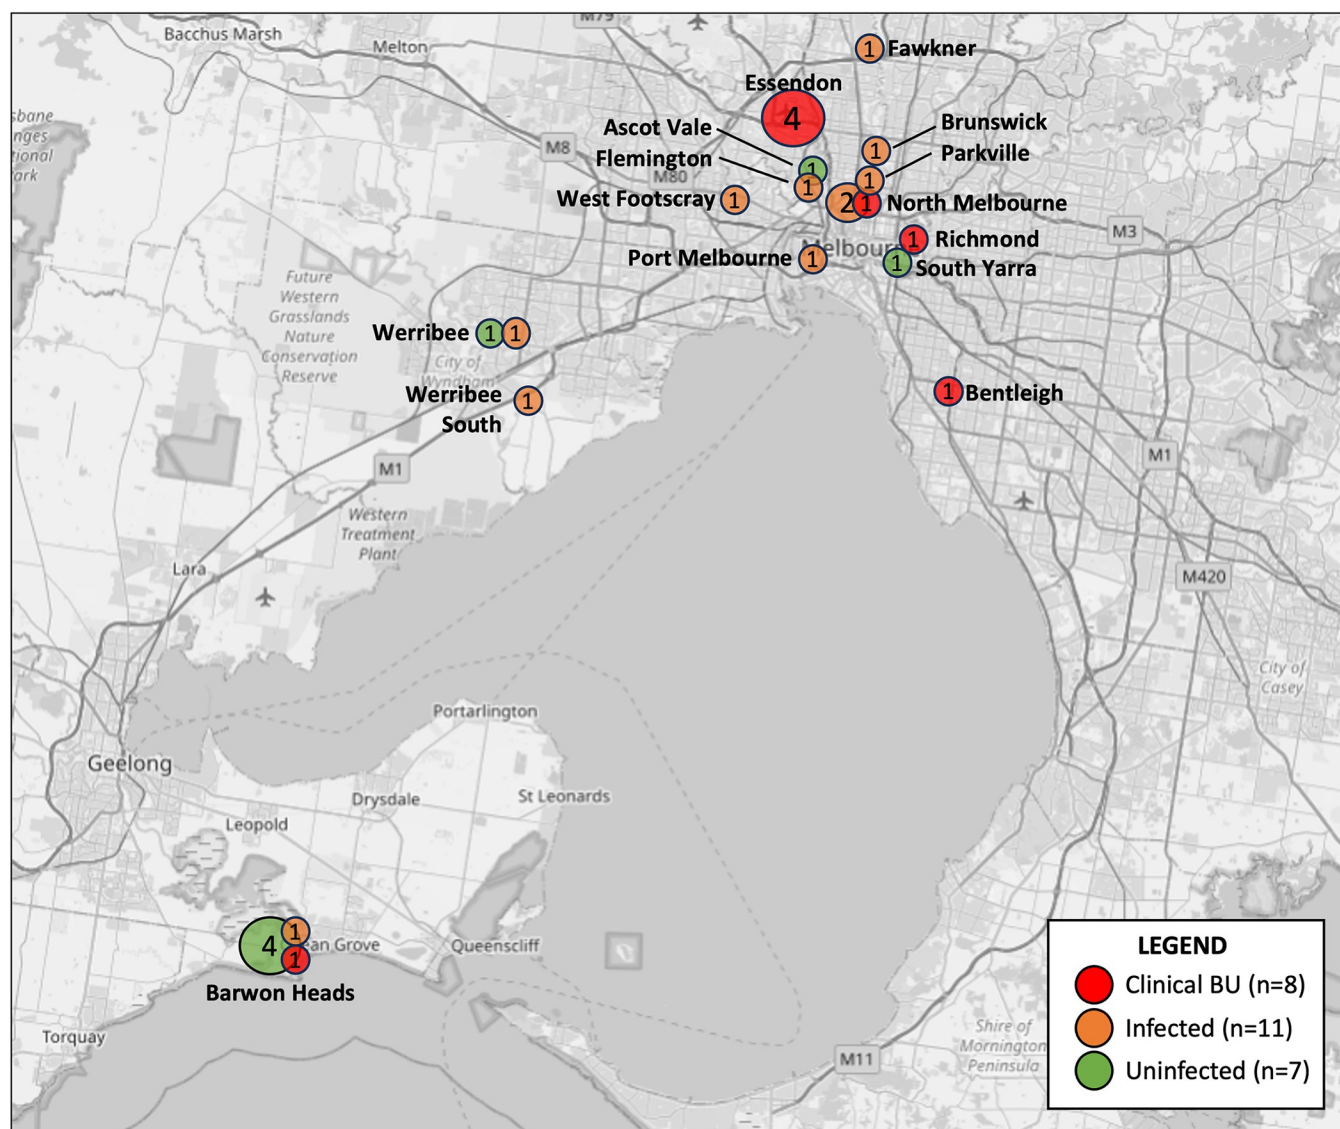 M79
Bacchus Marsh
Melton
1 Fawkner
Essendon
4
Ascot Vale
1
Brunswick
1
Flemington
1
Parkville
1
M8
M80
West Footscray 1
2 1 North Melbourne
M3
Richmond
1
Port Melbourne 1
South Yarra
1
Future
Western
Grasslands
Nature
Conservation
Reserve
Werribee 1 1
City of
Wyndham
Werribee
South
1
1 Bentleigh
M1
M1
Western
Treatment
Plant
Lara
M420
City of
Casey
Portarlington
Geelong
Drysdale
St Leonards
Leopold
4 1
1
Queenscliff
Barwon Heads
Torquay
Shire of
Mornington
Peninsula
M11
LEGEND
Clinical BU (n=8)
Infected (n=11)
Uninfected (n=7)